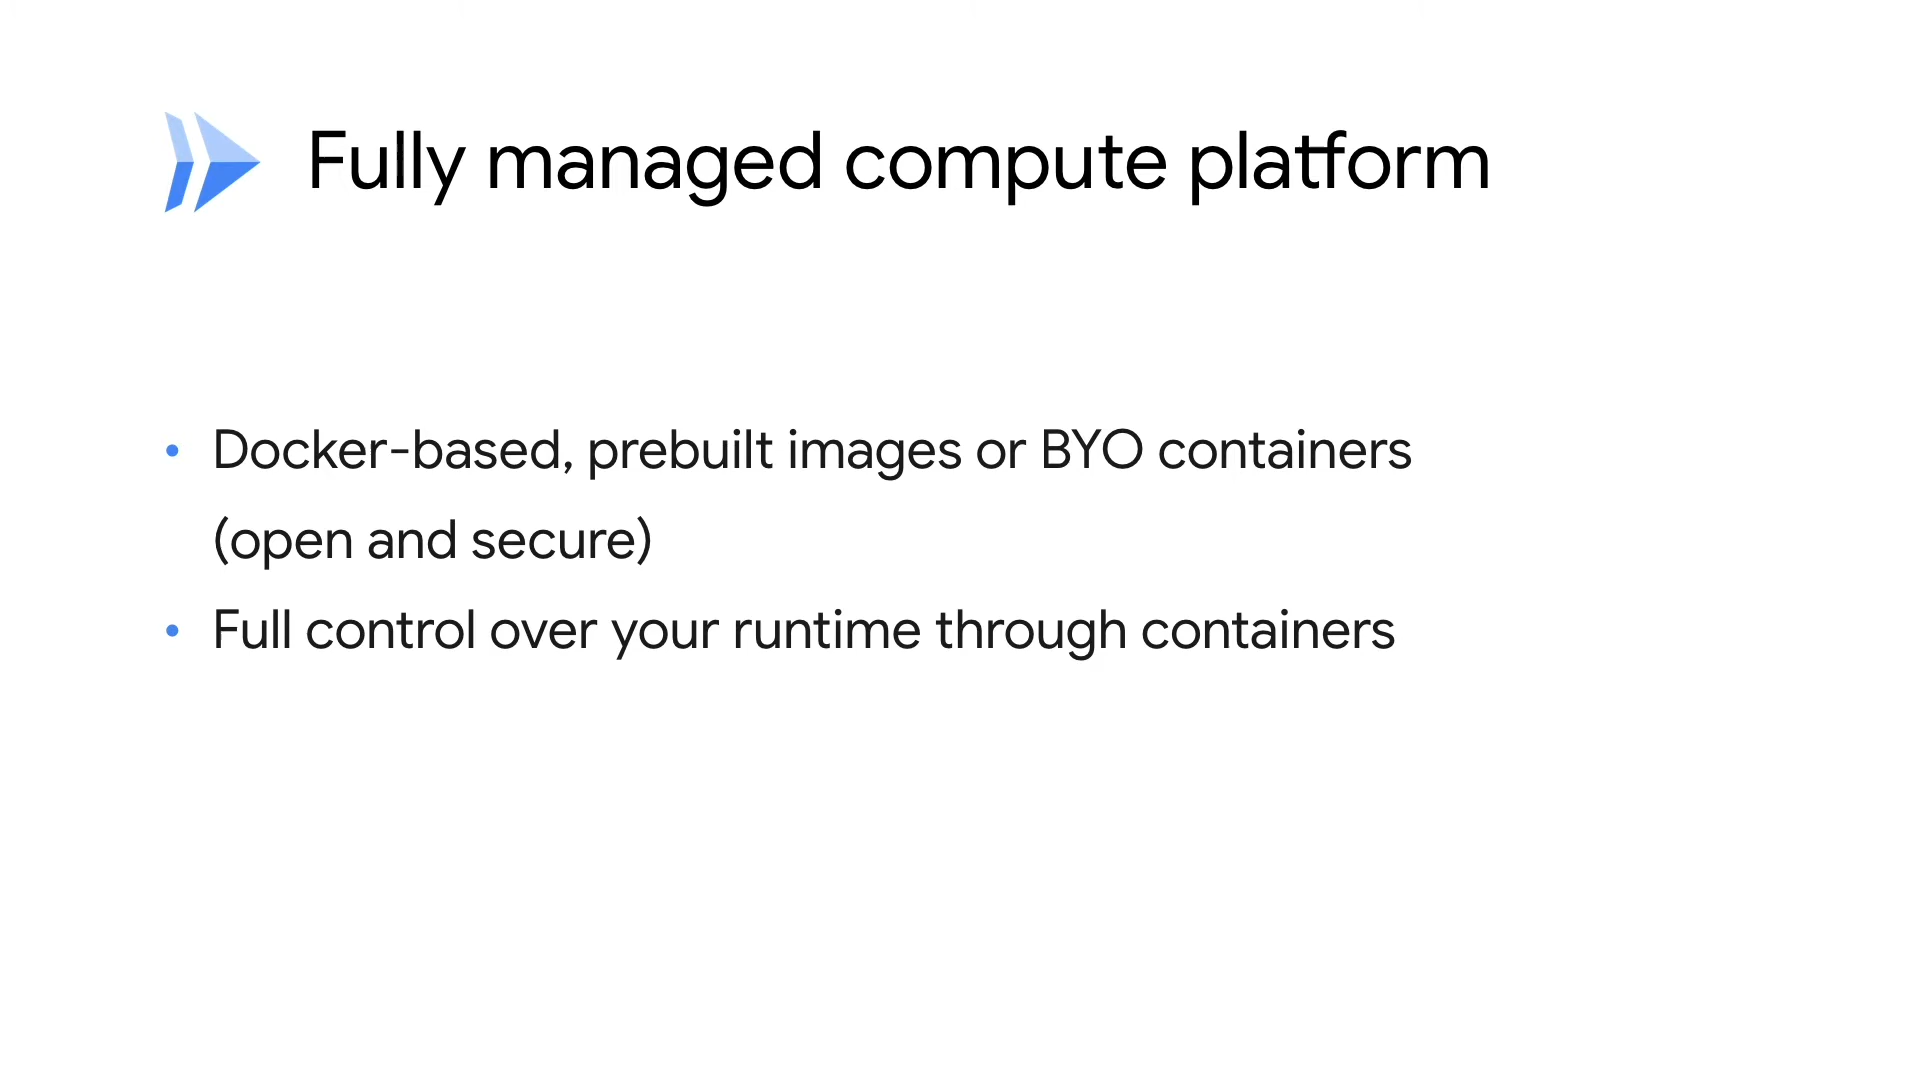 Fully managed compute platform
• Docker-based, prebuilt images or BYO containers
(open and secure)
• Full control over your runtime through containers